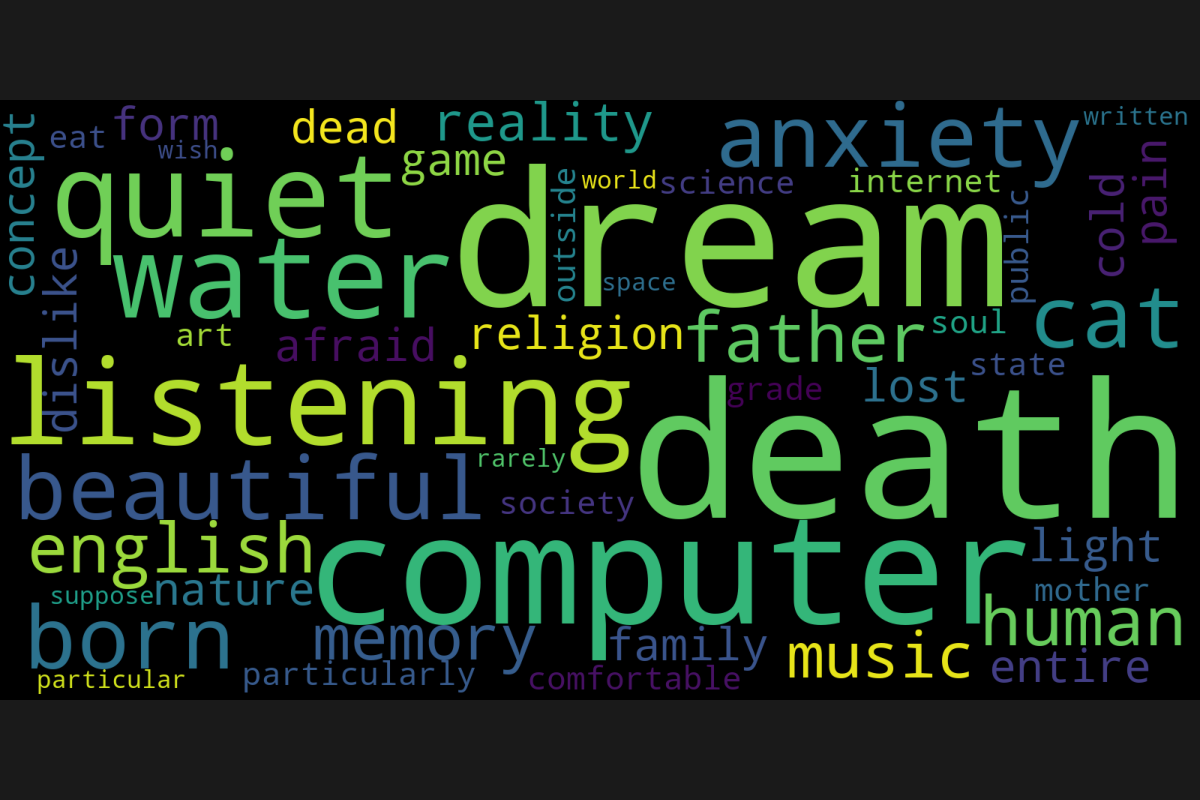 concept
eat
form
wish
dead
reality
game
anxiety
written
quiet
dream
world
science
internet
outside
public
cold
pain
water
space
cat
dislike
art
afraid
religion
father
soul
state
listening
grade
lost
death
beautiful
rarely
society
english
computer
light
suppose
nature
mother
born
memory
family
music
human
particular
particularly
comfortable
entire